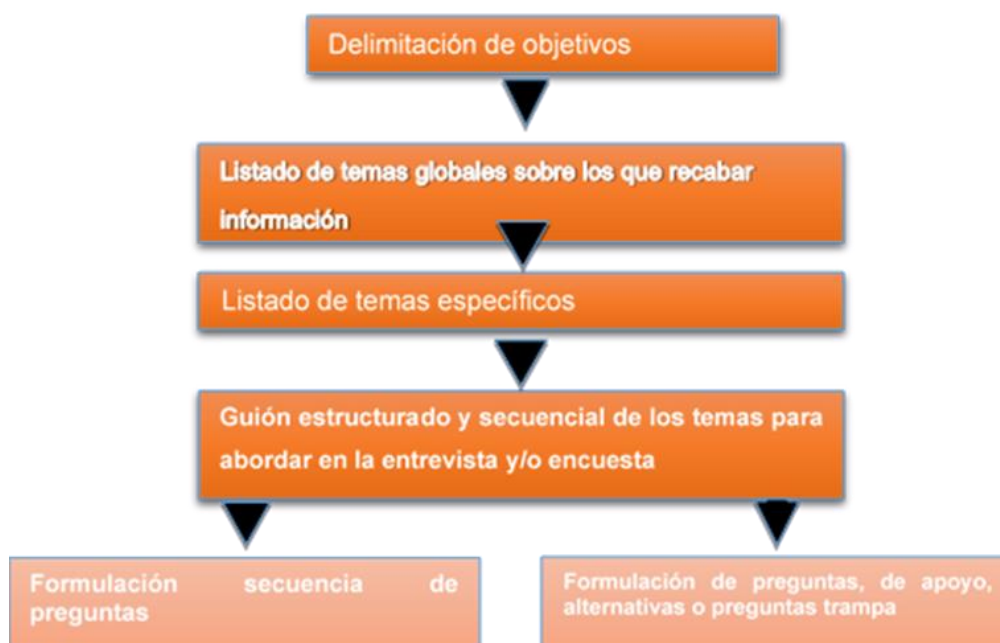 Delimitación de objetivos
Listado de temas globales sobre los que recabar
información
Listado de temas específicos
Guión estructurado y secuencial de los temas para
abordar en la entrevista y/o encuesta
Formulación secuencia de
preguntas
Formulación de preguntas, de apoyo,
alternativas o preguntas trampa